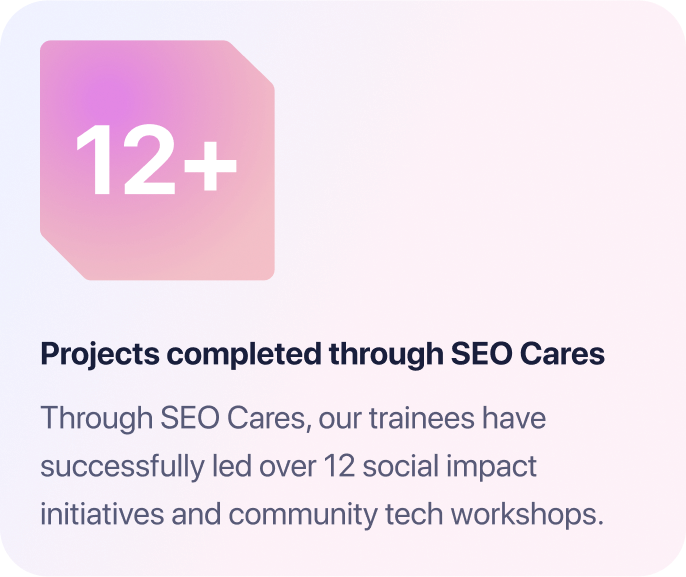 12+
Projects completed through SEO Cares
Through SEO Cares, our trainees have
successfully led over 12 social impact
initiatives and community tech workshops.